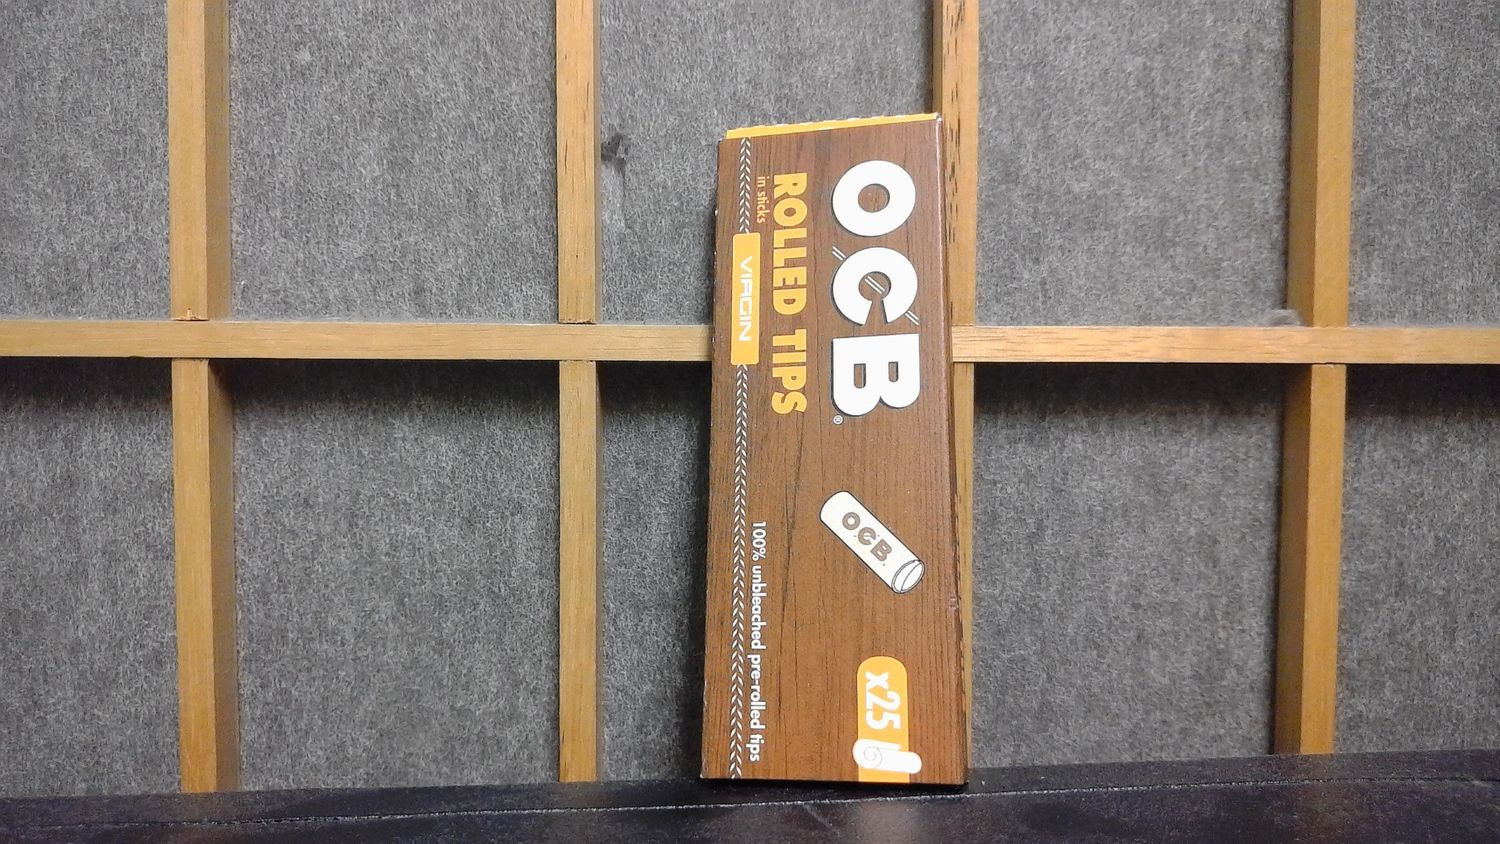 OCB®
ROLLED TIPS
in sticks
VIRGIN
OCB
100% unbleached pre-rolled tips
x25